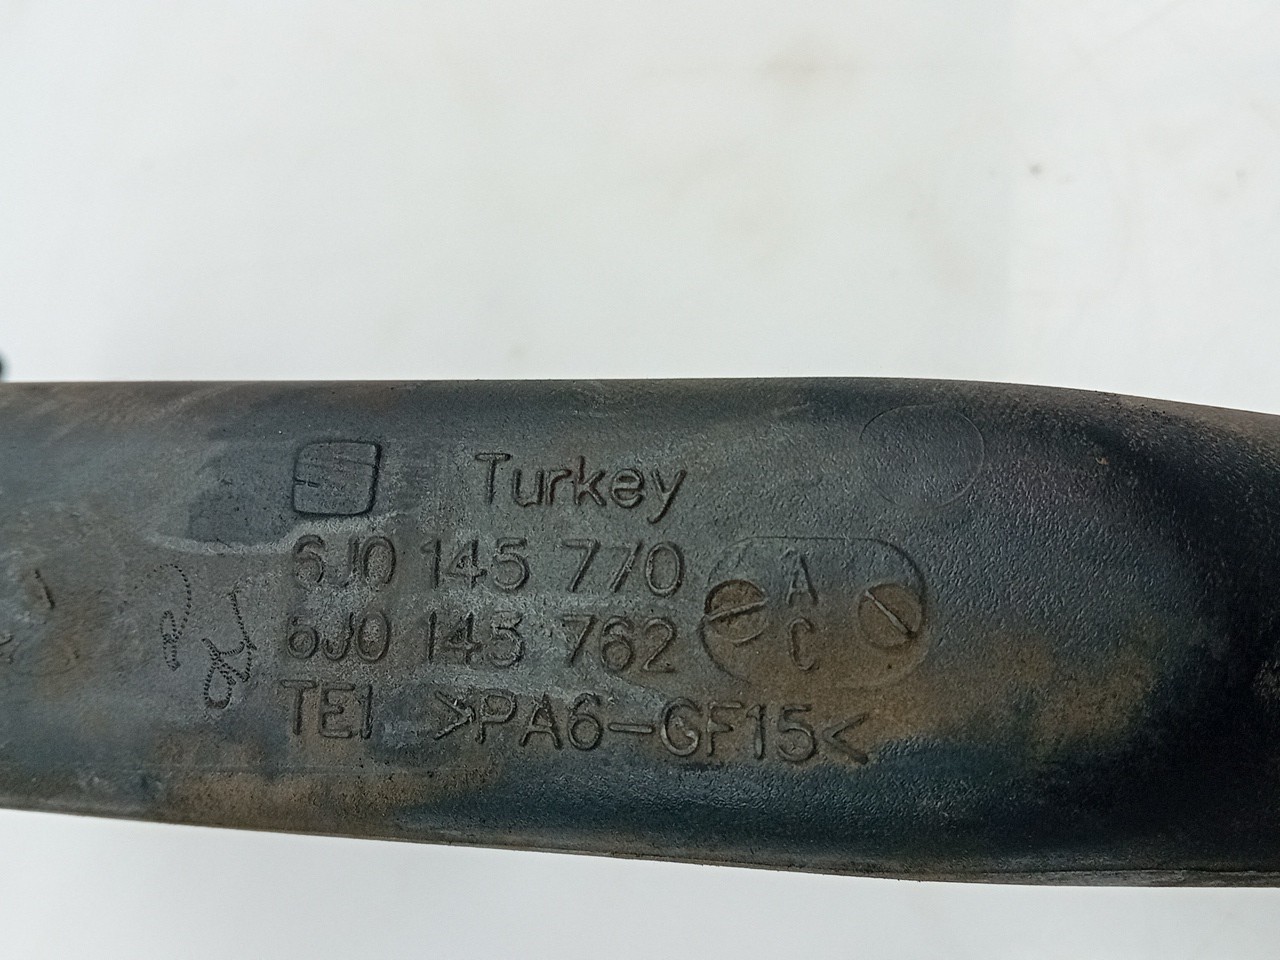 Turkey
6J0 145 770
6J0 145 762
A
C
TEI >PA6-GF15<